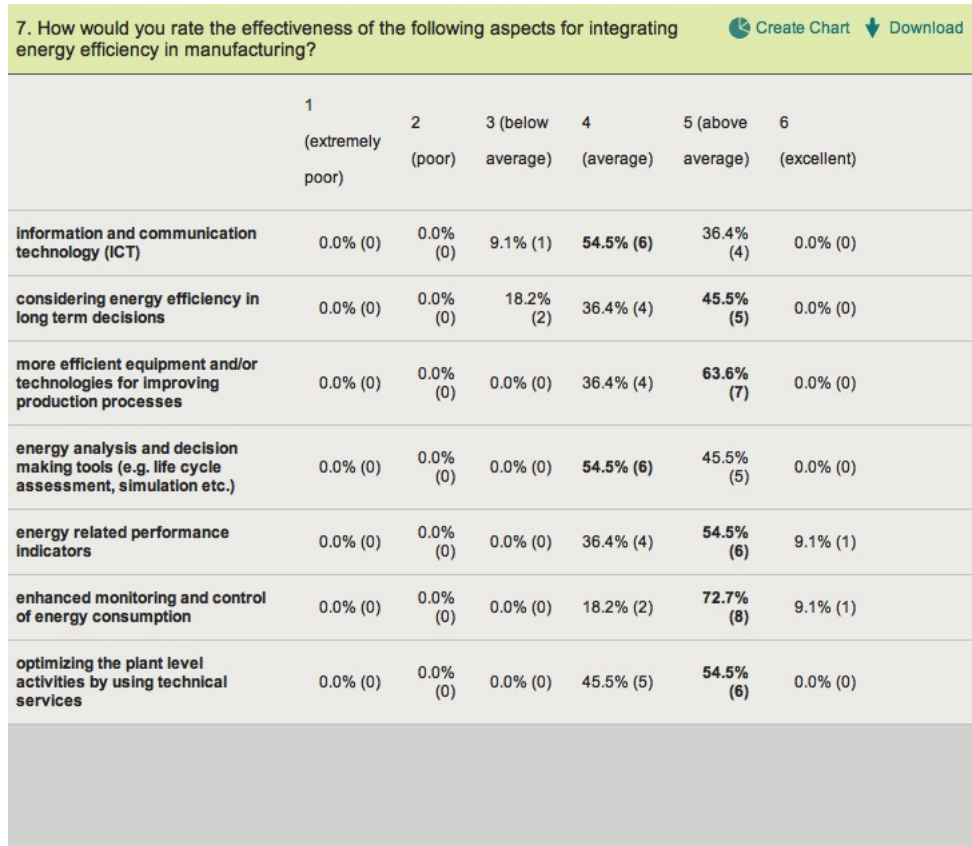 7. How would you rate the effectiveness of the following aspects for integrating
energy efficiency in manufacturing?
Create Chart Download
1
(extremely
poor)
2
(poor)
3 (below
average)
4
(average)
5 (above
average)
6
(excellent)
information and communication
technology (ICT)
0.0% (0)
0.0%
(0)
9.1% (1)
54.5% (6)
36.4%
(4)
0.0% (0)
considering energy efficiency in
long term decisions
0.0% (0)
0.0%
(0)
18.2%
(2)
36.4% (4)
45.5%
(5)
0.0% (0)
more efficient equipment and/or
technologies for improving
production processes
0.0% (0)
0.0%
(0)
0.0% (0)
36.4% (4)
63.6%
(7)
0.0% (0)
energy analysis and decision
making tools (e.g. life cycle
assessment, simulation etc.)
0.0% (0)
0.0%
(0)
0.0% (0)
54.5% (6)
45.5%
(5)
0.0% (0)
energy related performance
indicators
0.0% (0)
0.0%
(0)
0.0% (0)
36.4% (4)
54.5%
(6)
9.1% (1)
enhanced monitoring and control
of energy consumption
0.0% (0)
0.0%
(0)
0.0% (0)
18.2% (2)
72.7%
(8)
9.1% (1)
optimizing the plant level
activities by using technical
services
0.0% (0)
0.0%
(0)
0.0% (0)
45.5% (5)
54.5%
(6)
0.0% (0)